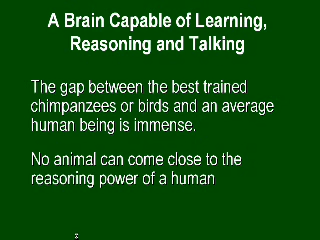 A Brain Capable of Learning,
Reasoning and Talking
The gap between the best trained
chimpanzees or birds and an average
human being is immense.
No animal can come close to the
reasoning power of a human